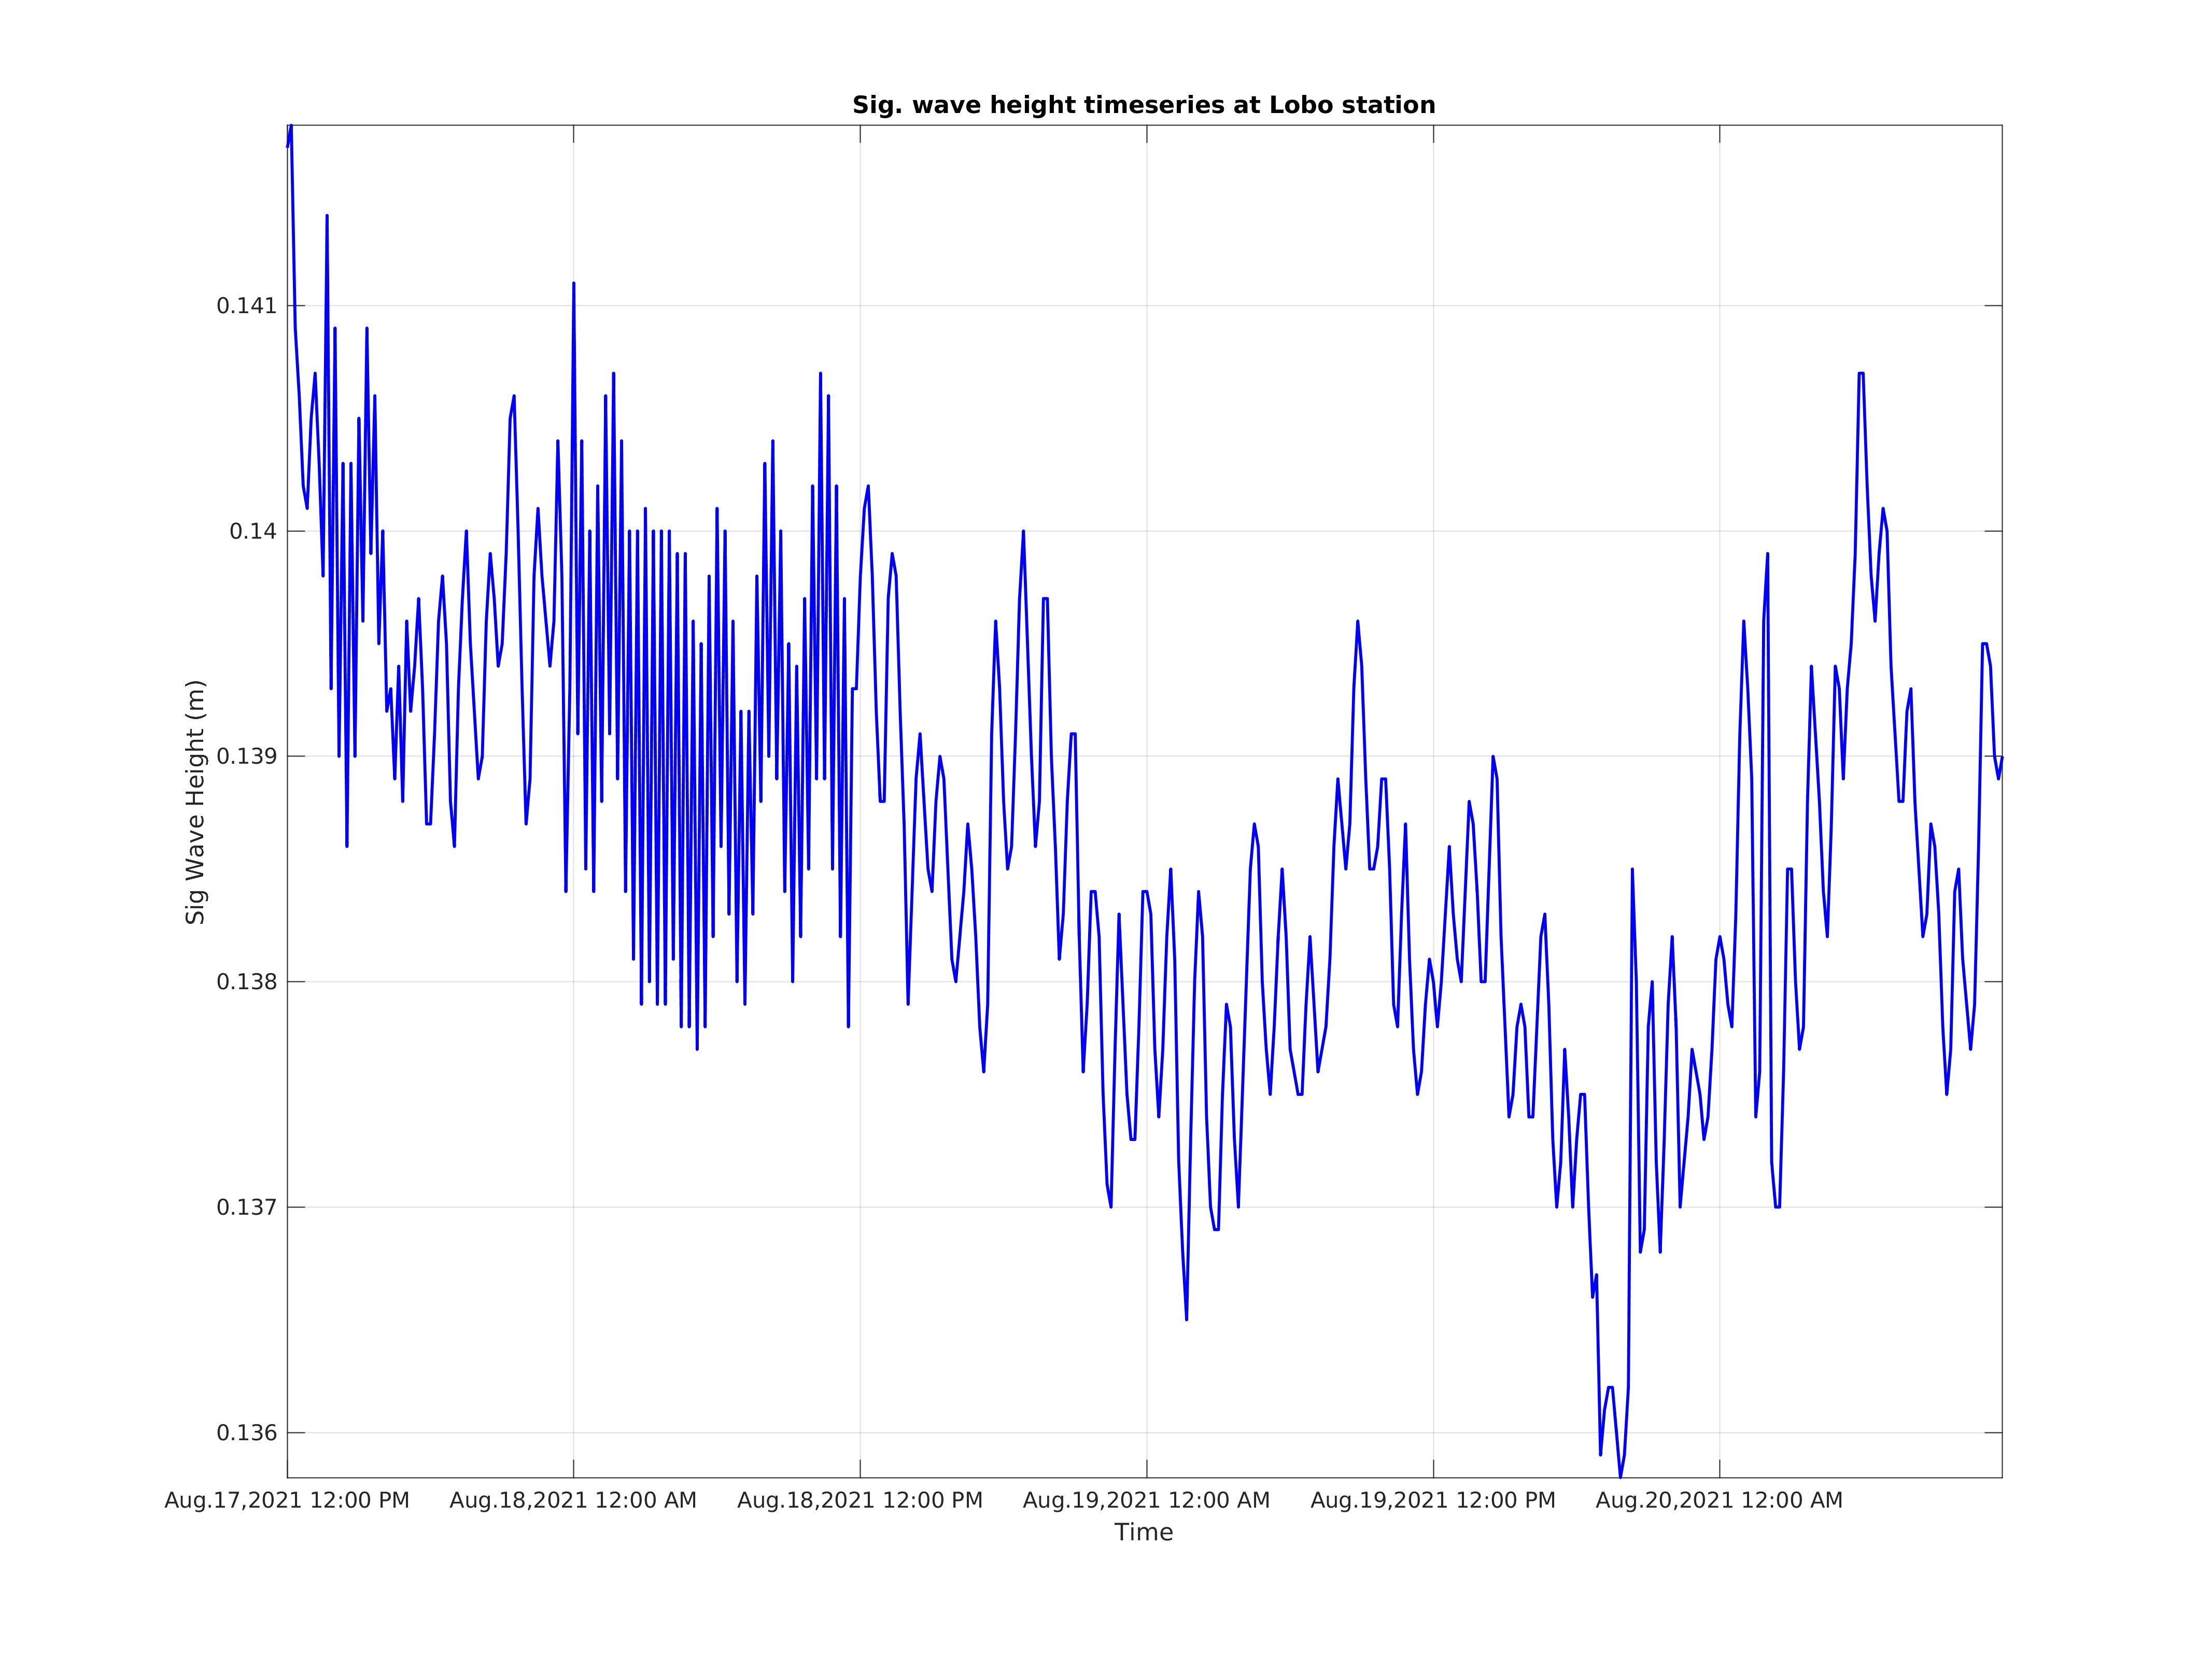 Sig. wave height timeseries at Lobo station
Sig Wave Height (m)
0.141
0.14
0.139
0.138
0.137
0.136
Aug.17,2021 12:00 PM Aug.18,2021 12:00 AM Aug.18,2021 12:00 PM Aug.19,2021 12:00 AM Aug.19,2021 12:00 PM Aug.20,2021 12:00 AM
Time